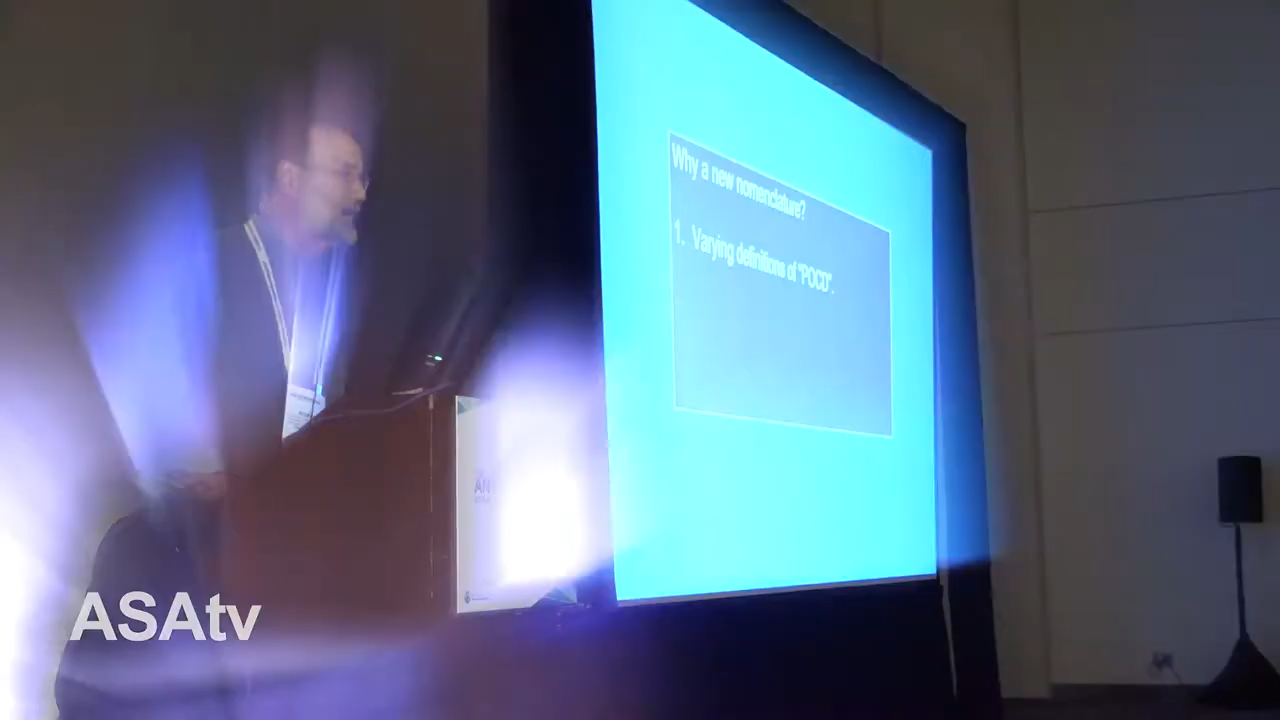 Why a new nomenclature?
1. Varying definitions of "POCD".
ASAtv